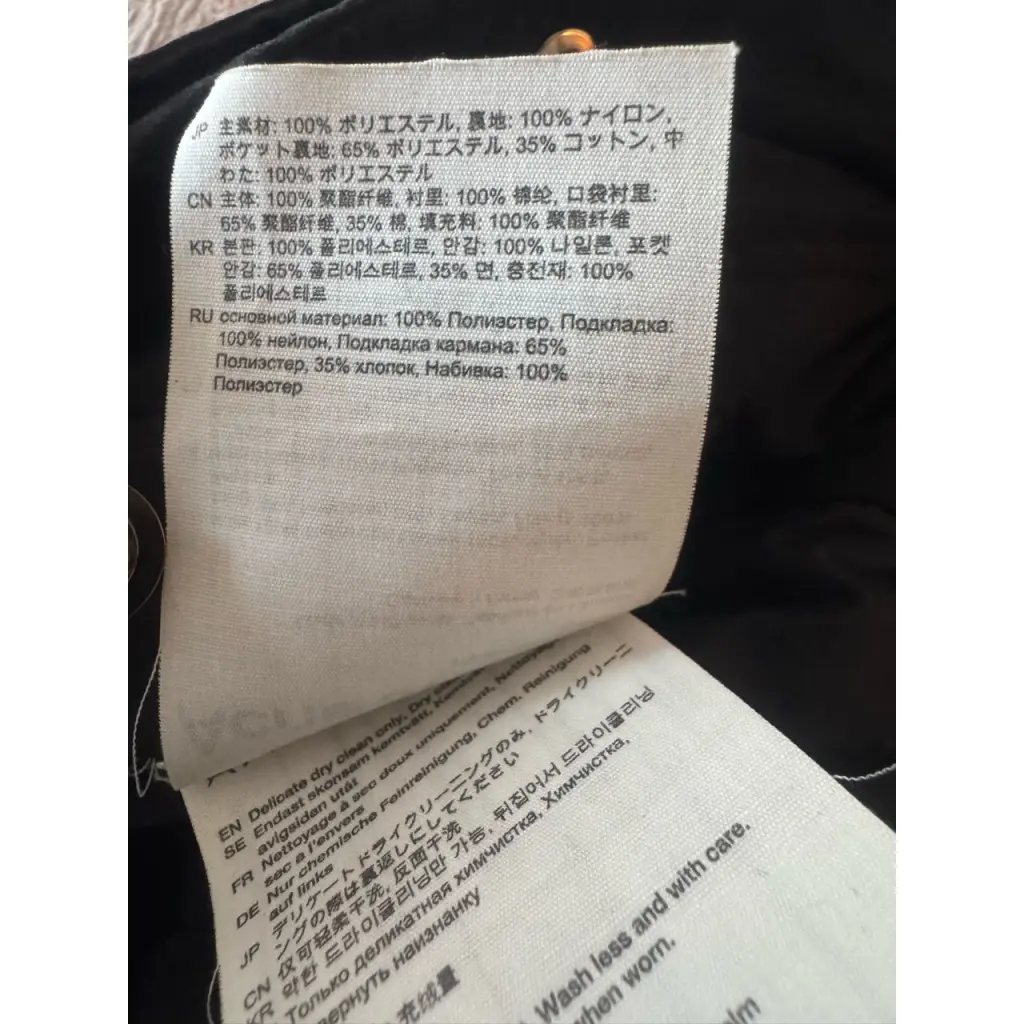 JP 主素材: 100% ポリエステル, 裏地: 100% ナイロン,
ポケット裏地: 65% ポリエステル, 35% コットン, 中
わた: 100% ポリエステル
CN 主体: 100% 聚酯纤维, 衬里: 100% 锦纶, 口袋衬里:
65% 聚酯纤维, 35% 棉, 填充料: 100% 聚酯纤维
KR 본판: 100% 폴리에스테르, 안감: 100% 나일론, 포켓
안감: 65% 폴리에스테르, 35% 면, 충전재: 100%
폴리에스테르
RU основной материал: 100% Полиэстер, Подкладка:
100% нейлон, Подкладка кармана: 65%
Полиэстер, 35% хлопок, Набивка: 100%
Полиэстер
EN Delicate dry clean only, Dry
SE Endast skonsam kemtvätt,
avigsidan utåt
FR Nettoyage à sec doux uniquement, Nettoyage
sec a l'envers
DE Nur chemische Feinreinigung, Chem. Reinigung
auf links
JP デリケートドライクリーニングのみ, ドライクリーニ
ングの際は裏返しにしてください
CN 仅可轻柔干洗, 反面干洗
KR 약한 드라이클리닝만 가능, 뒤집어서 드라이클리닝
Только деликатная химчистка, Химчистка,
вернуть наизнанку
充绒量
Wash less and with care.
when worn.